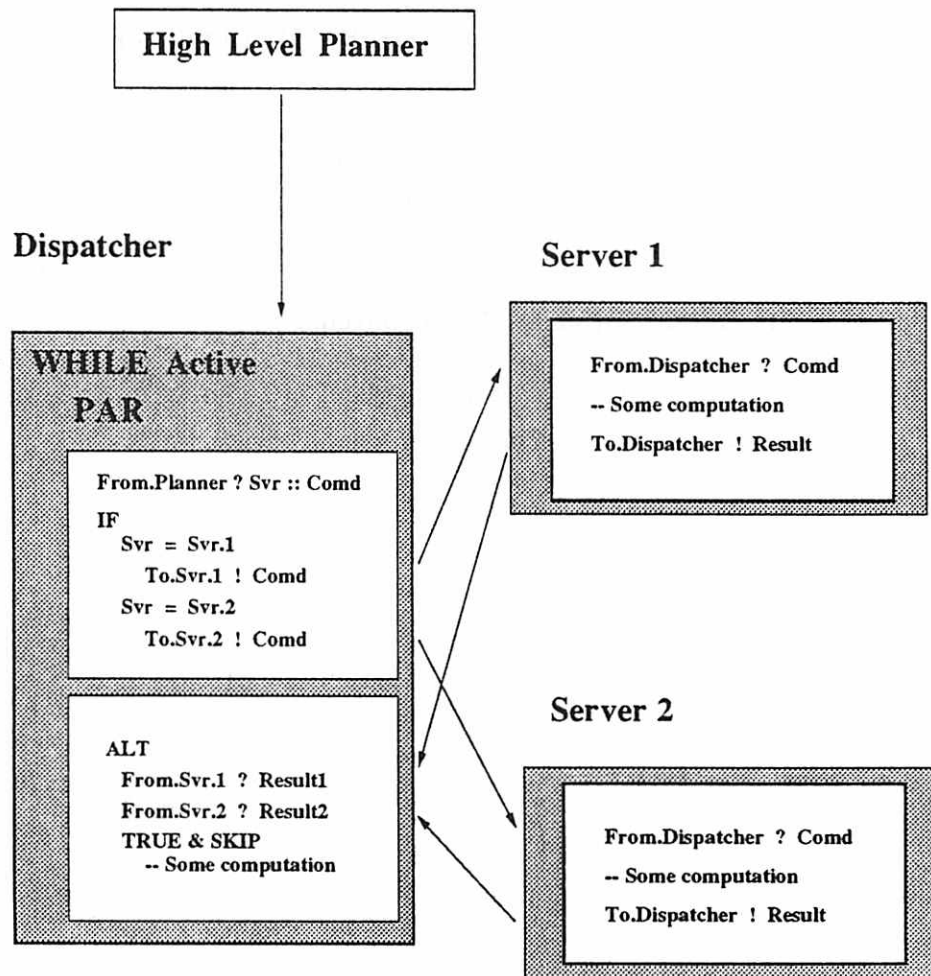 High Level Planner
Dispatcher
WHILE Active
PAR
From.Planner ? Svr :: Comd
IF
Svr = Svr.1
To.Svr.1 ! Comd
Svr = Svr.2
To.Svr.2 ! Comd
ALT
From.Svr.1 ? Result1
From.Svr.2 ? Result2
TRUE & SKIP
-- Some computation
Server 1
From.Dispatcher ? Comd
-- Some computation
To.Dispatcher ! Result
Server 2
From.Dispatcher ? Comd
-- Some computation
To.Dispatcher ! Result